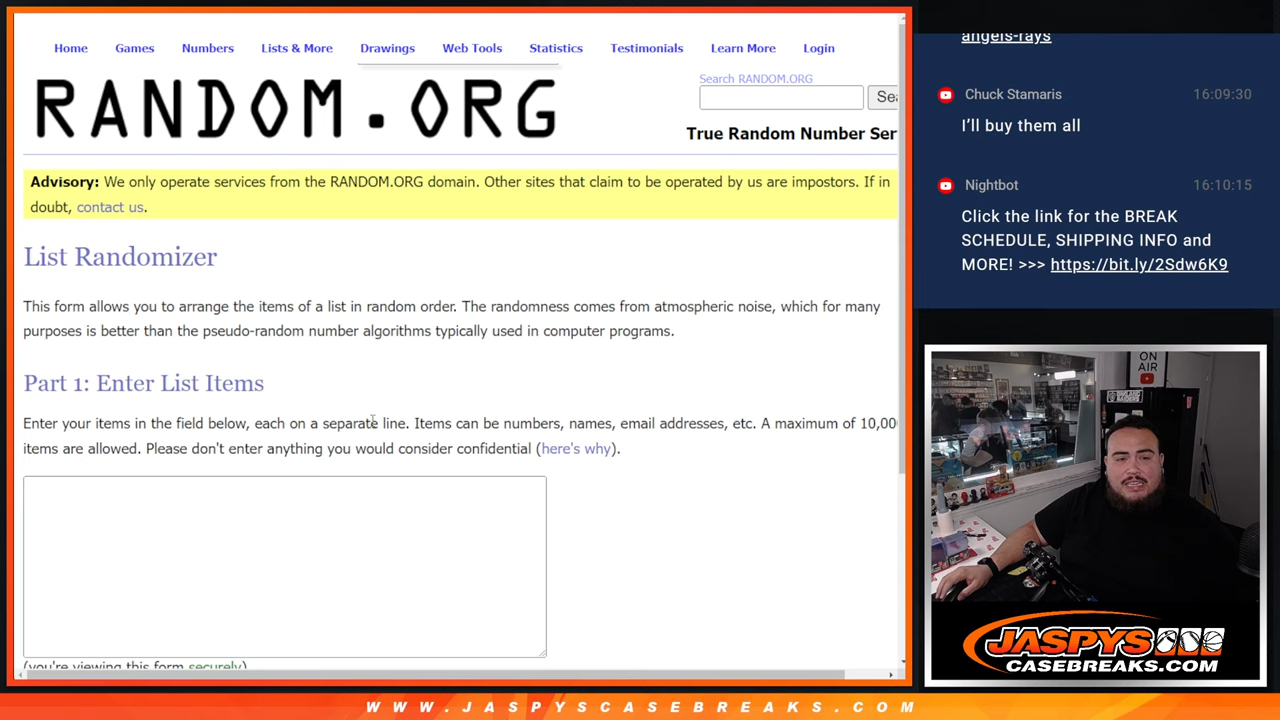 Home Games Numbers Lists & More Drawings Web Tools Statistics Testimonials Learn More Login
RANDOM.ORG
Search RANDOM.ORG
Sea
True Random Number Ser
Advisory: We only operate services from the RANDOM.ORG domain. Other sites that claim to be operated by us are impostors. If in
doubt, contact us.
List Randomizer
This form allows you to arrange the items of a list in random order. The randomness comes from atmospheric noise, which for many
purposes is better than the pseudo-random number algorithms typically used in computer programs.
Part 1: Enter List Items
Enter your items in the field below, each on a separate line. Items can be numbers, names, email addresses, etc. A maximum of 10,000
items are allowed. Please don't enter anything you would consider confidential (here's why).
(you're viewing this form securely)
angels-rays
Chuck Stamaris 16:09:30
I'll buy them all
Nightbot 16:10:15
Click the link for the BREAK
SCHEDULE, SHIPPING INFO and
MORE! >>> https://bit.ly/2Sdw6K9
ON
AIR
JASPYS
CASEBREAKS.COM
WWW.JASPYSCASEBREAKS.COM